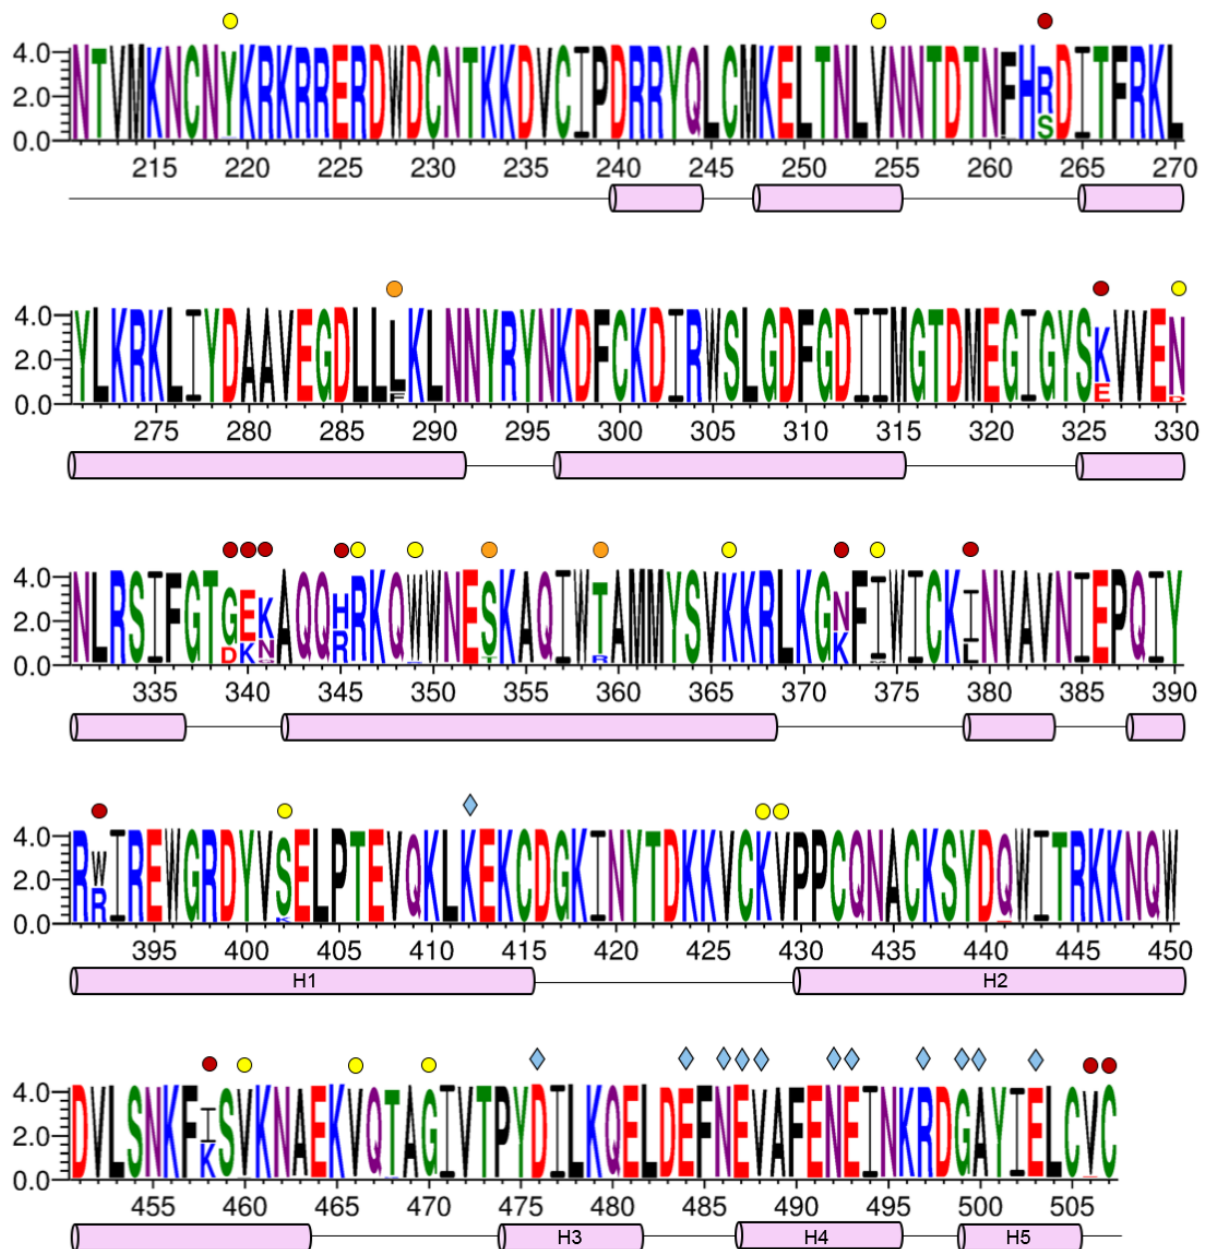 4.0
NTVMKNCNYKRKRRERDWDCNTKKDVCIPDRRYQLCMKELTNLVNNTDTNFHRDITFRKL
2.0
S
0.0
215 220 225 230 235 240 245 250 255 260 265 270
4.0
YLKRKLIYDAAVEGDLLLKLNNYRYNKDFCKDIRWSLGDFGDIIMGTDMEGIGYSKVVEN
2.0
F E D
0.0
275 280 285 290 295 300 305 310 315 320 325 330
4.0
NLRSIFGTGEKAQQHRKQWWNESKAQIWTAMMYSVKKRLKGNFIWICKINVAVNIEPQIY
2.0
D K N R R K L
0.0
335 340 345 350 355 360 365 370 375 380 385 390
4.0
RWIREWGRDYVSELPTEVQKLKEKCDGKINYTDKKVCKVPPCQNACKSYDQWITRKKNQW
2.0
R K
0.0
395 400 405 410 415 420 425 430 435 440 445 450
H1 H2
4.0
DVLSNKFISVKNAEKVQTAGIVTPYDILKQELDEFNEVAFENEINKRDGAYIELCVC
2.0
K
0.0
455 460 465 470 475 480 485 490 495 500 505
H3 H4 H5